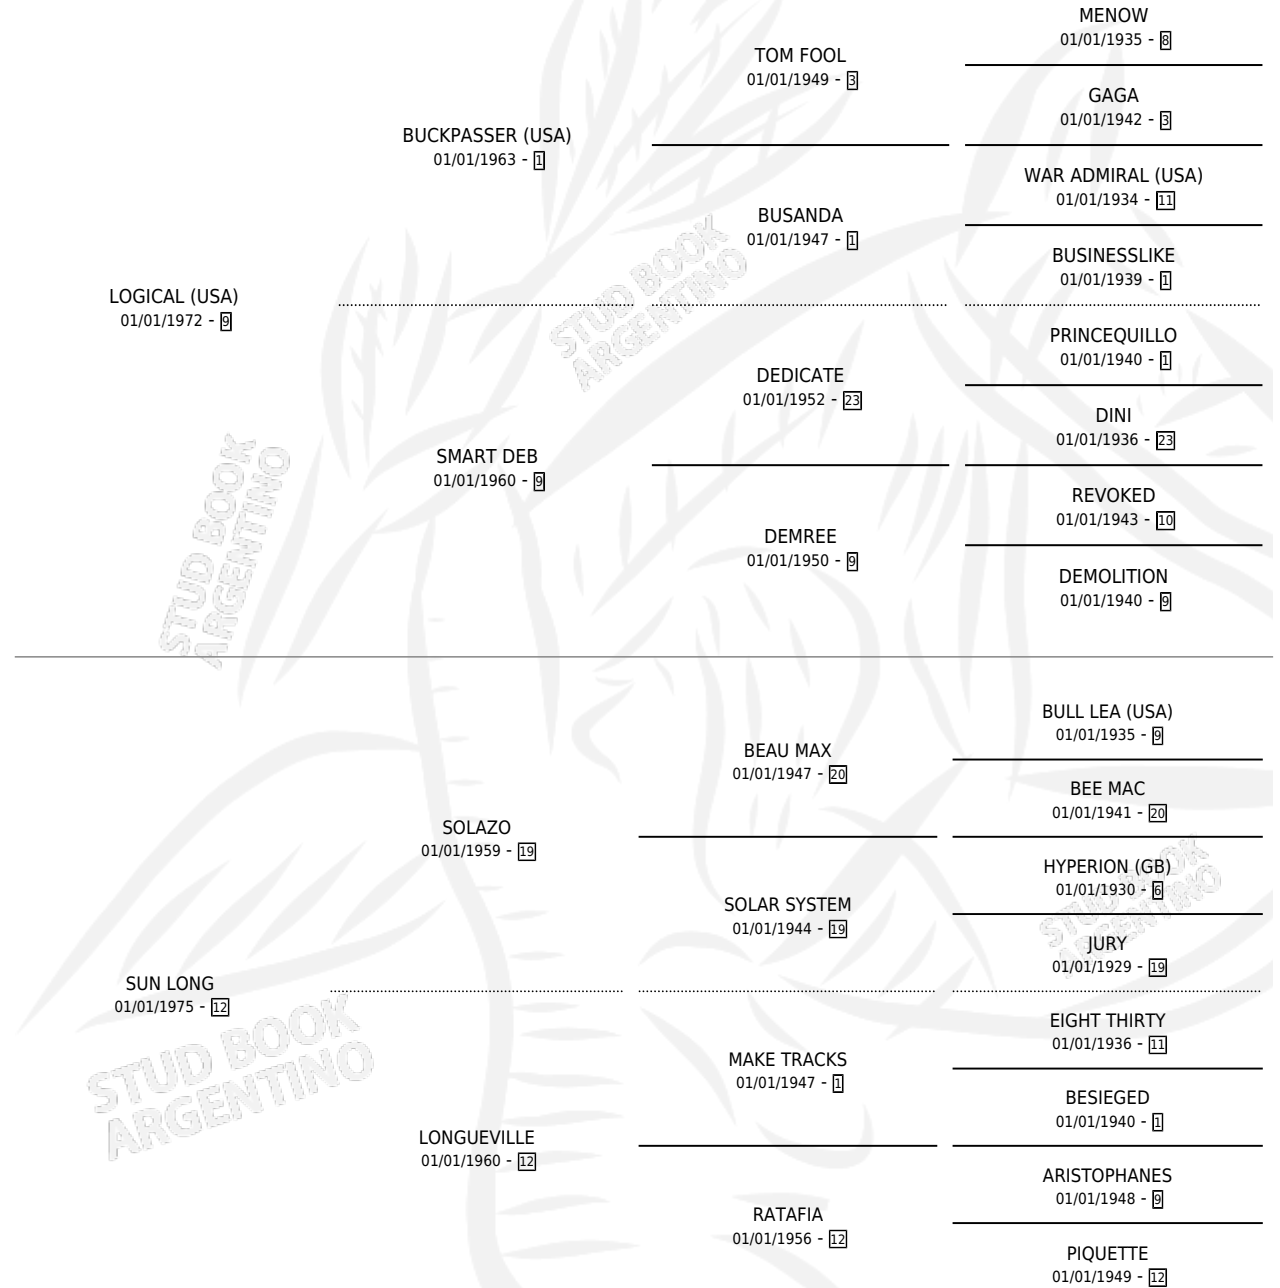 MENOW
01/01/1935 - 8
TOM FOOL
01/01/1949 - 3
GAGA
01/01/1942 - 3
BUCKPASSER (USA)
01/01/1963 - 1
WAR ADMIRAL (USA)
01/01/1934 - 11
BUSANDA
01/01/1947 - 1
BUSINESSLIKE
01/01/1939 - 1
LOGICAL (USA)
01/01/1972 - 9
PRINCEQUILLO
01/01/1940 - 1
DEDICATE
01/01/1952 - 23
DINI
01/01/1936 - 23
SMART DEB
01/01/1960 - 9
REVOKED
01/01/1943 - 10
DEMREE
01/01/1950 - 9
DEMOLITION
01/01/1940 - 9
BULL LEA (USA)
01/01/1935 - 9
BEAU MAX
01/01/1947 - 20
BEE MAC
01/01/1941 - 20
SOLAZO
01/01/1959 - 19
HYPERION (GB)
01/01/1930 - 6
SOLAR SYSTEM
01/01/1944 - 19
JURY
01/01/1929 - 19
SUN LONG
01/01/1975 - 12
EIGHT THIRTY
01/01/1936 - 11
MAKE TRACKS
01/01/1947 - 1
BESIEGED
01/01/1940 - 1
LONGUEVILLE
01/01/1960 - 12
ARISTOPHANES
01/01/1948 - 9
RATAFIA
01/01/1956 - 12
PIQUETTE
01/01/1949 - 12
STUD BOOK
ARGENTINO
STUD BOOK
ARGENTINO
STUD BOOK
ARGENTINO
STUD BOOK
ARGENTINO